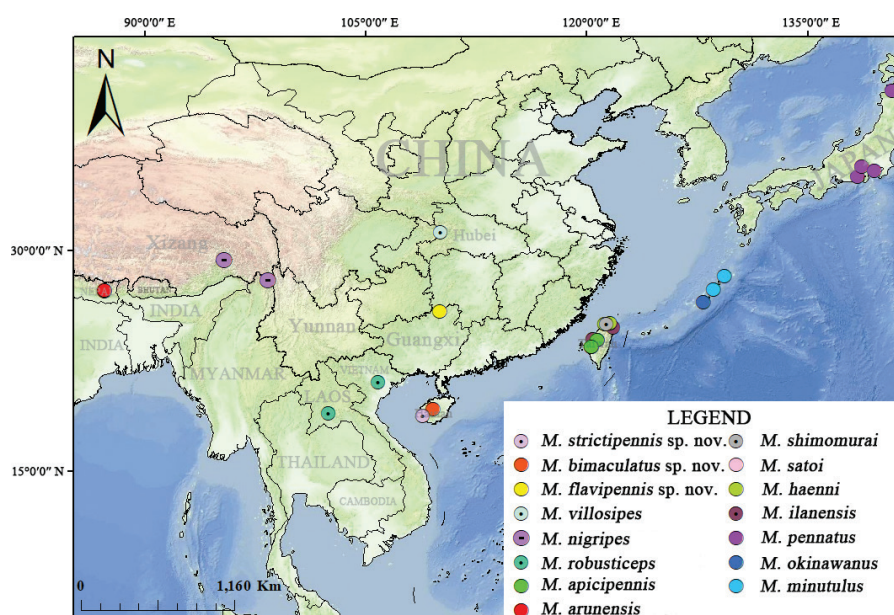 90°0'0"E 105°0'0"E 120°0'0"E 135°0'0"E
N
CHINA
JAPAN
Xizang
Hubei
30°0'0" N
BHUTAN
INDIA
INDIA
Yunnan
Guangxi
MYANMAR
VIETNAM
LAOS
THAILAND
CAMBODIA
15°0'0" N
LEGEND
M. strictipennis sp. nov.
M. bimaculatus sp. nov.
M. flavipennis sp. nov.
M. villosipes
M. nigripes
M. robusticeps
M. apicipennis
M. arunensis
M. shimomurai
M. satoi
M. haenni
M. ilanensis
M. pennatus
M. okinawanus
M. minutulus
0 1,160 Km